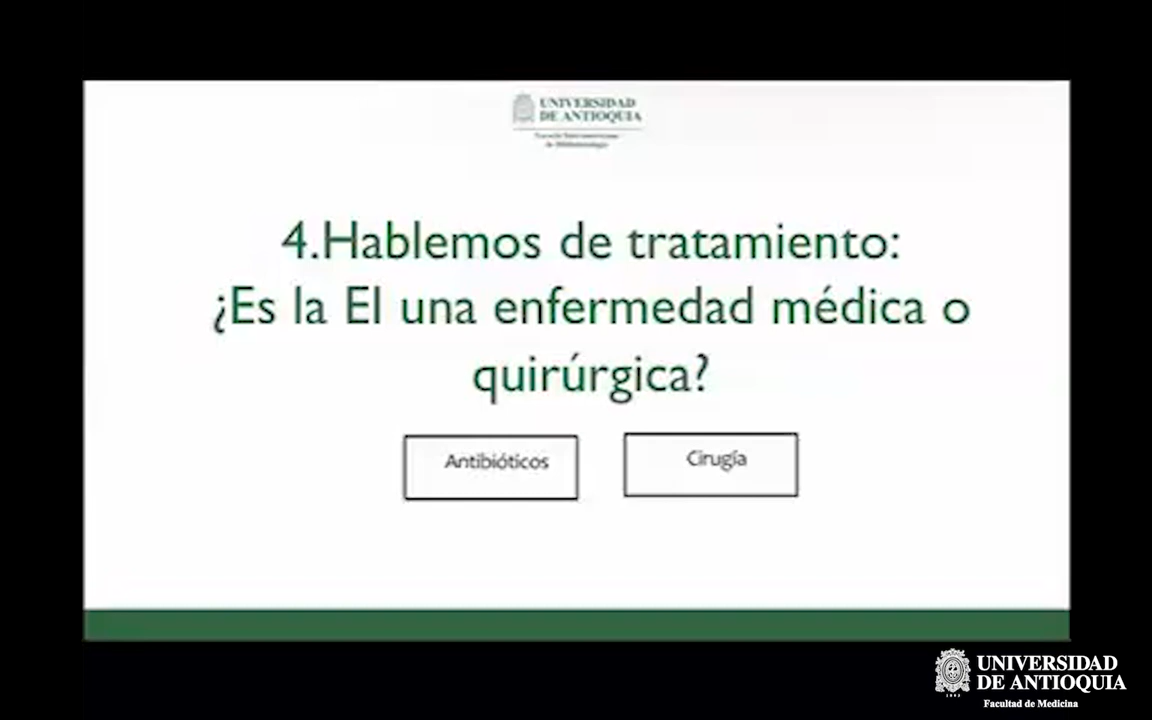 UNIVERSIDAD
DE ANTIOQUIA
4.Hablemos de tratamiento:
¿Es la EI una enfermedad médica o
quirúrgica?
Antibióticos
Cirugía
UNIVERSIDAD
DE ANTIOQUIA
1803
Facultad de Medicina